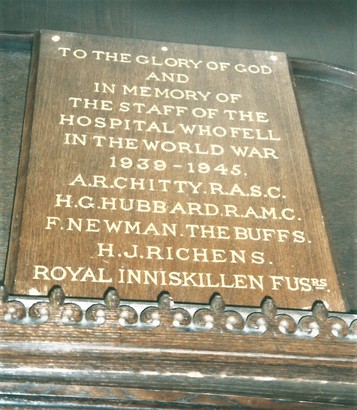 TO THE GLORY OF GOD
AND
IN MEMORY OF
THE STAFF OF THE
HOSPITAL WHO FELL
IN THE WORLD WAR
1939-1945.
A.R.CHITTY.R.A.S.C.
H.G.HUBBARD.R.A.M.C.
F.NEWMAN.THE BUFFS.
H.J.RICHENS.
ROYAL INNISKILLEN FUSRS.